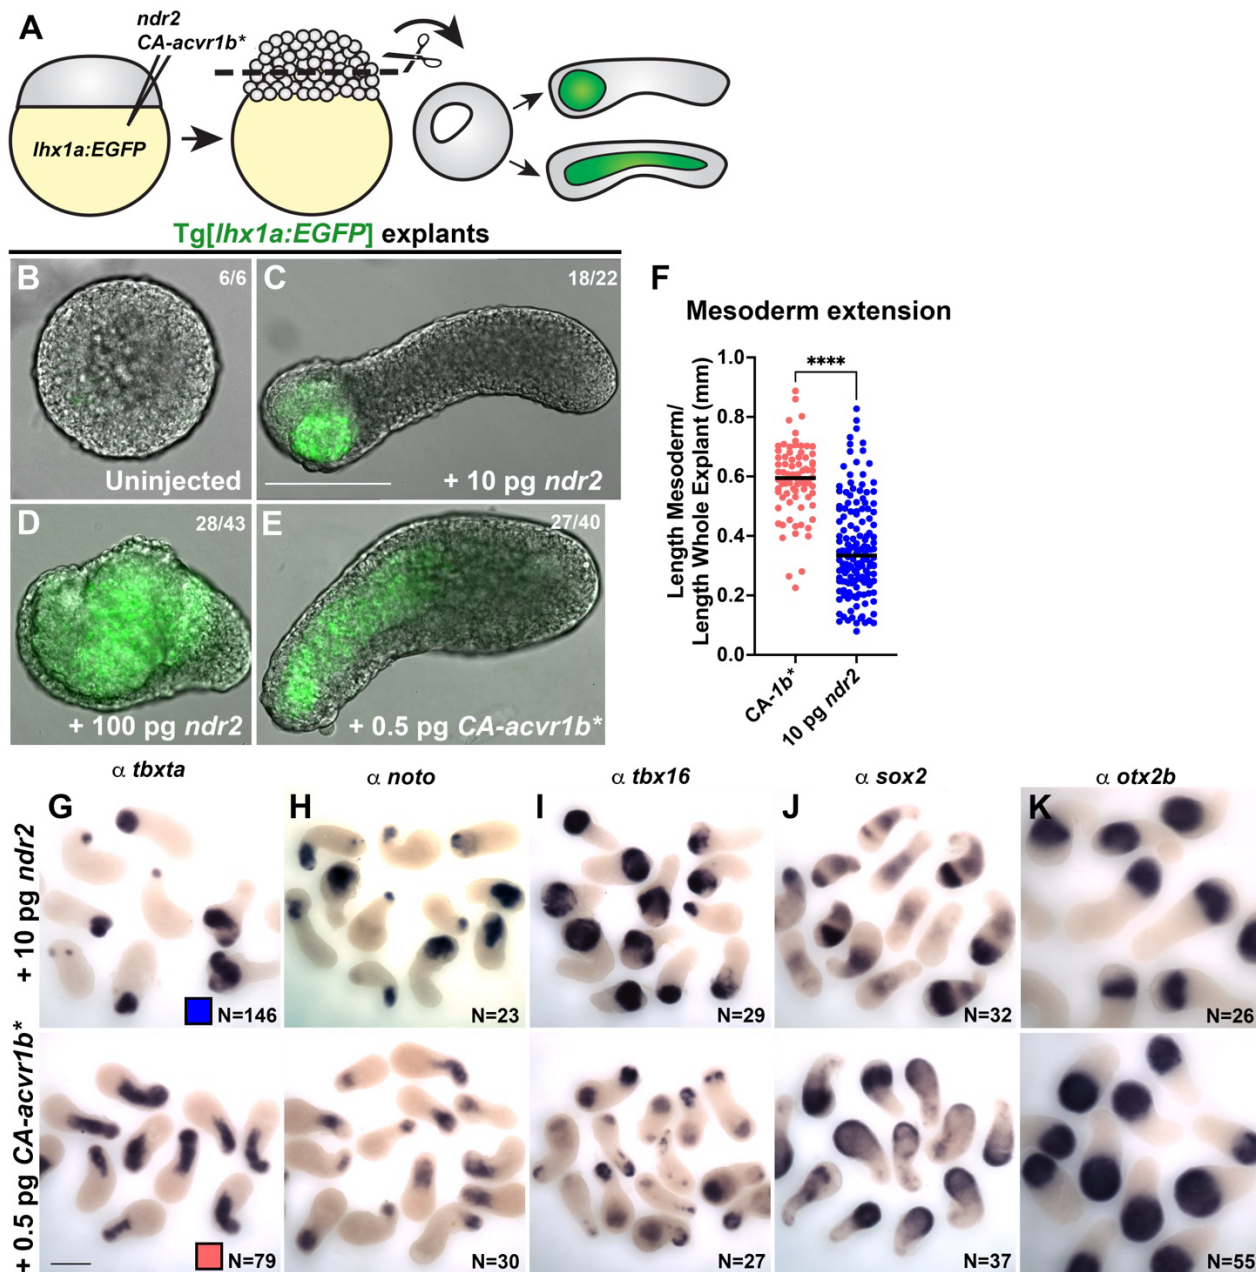 A
ndr2
CA-acvr1b*
lhx1a:EGFP
Tg[lhx1a:EGFP] explants
B
6/6
Uninjected
C
18/22
+ 10 pg ndr2
D
28/43
+ 100 pg ndr2
E
27/40
+ 0.5 pg CA-acvr1b*
F
Mesoderm extension
Length Mesoderm/
Length Whole Explant (mm)
1.0
0.8
0.6
0.4
0.2
0.0
****
CA-1b*
10 pg ndr2
α tbxta
α noto
α tbx16
α sox2
α otx2b
+ 10 pg ndr2
G
N=146
H
N=23
I
N=29
J
N=32
K
N=26
+ 0.5 pg CA-acvr1b*
N=79
N=30
N=27
N=37
N=55